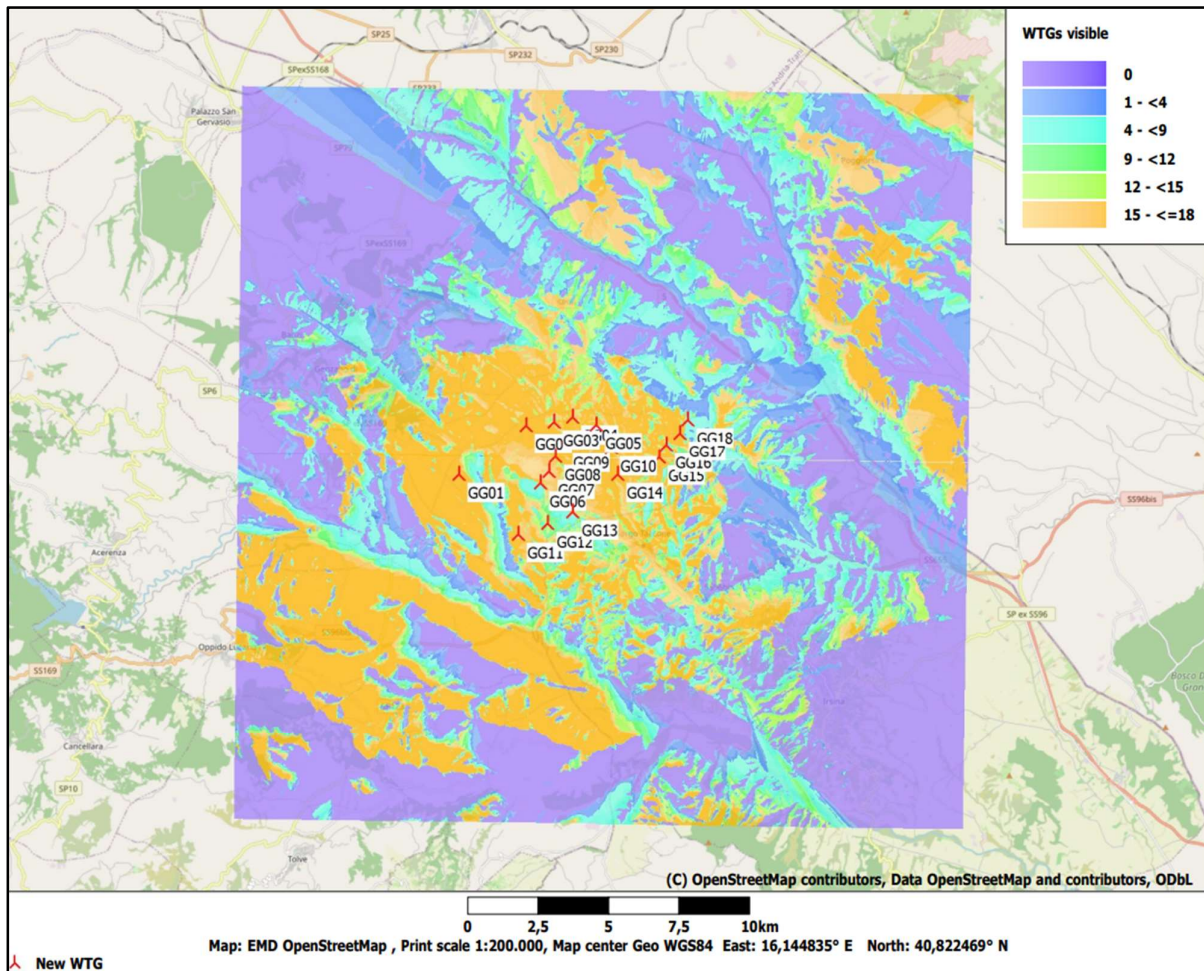 SP25
SP232
SP230
SPexSS168
SP233
WTGs visible
0
1 - <4
4 - <9
9 - <12
12 - <15
15 - <=18
Palazzo San
Gervasio
SPexSS169
SP6
GG03
GG05
GG18
GG17
GG09
GG16
GG10
GG08
GG15
GG01
GG07
GG14
GG06
GG13
GG12
GG11
SS96bis
Acerenza
SP ex SS96
Oppido
SS169
Cancellara
SP10
Tolve
(C) OpenStreetMap contributors, Data OpenStreetMap and contributors, ODbL
0 2,5 5 7,5 10km
Map: EMD OpenStreetMap , Print scale 1:200.000, Map center Geo WGS84 East: 16,144835° E North: 40,822469° N
New WTG